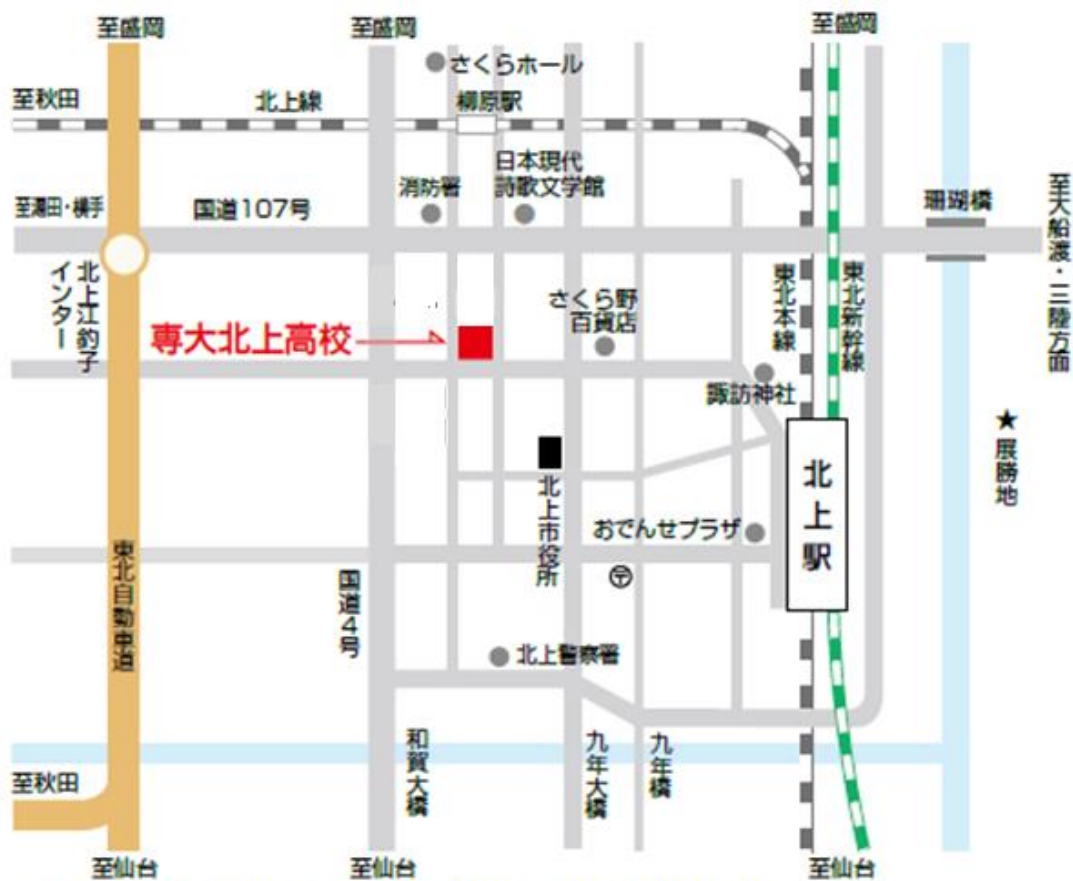 至盛岡
至盛岡
至盛岡
さくらホール
至秋田
北上線
柳原駅
日本現代
詩歌文学館
消防署
至湯田・横手
国道107号
珊瑚橋
至大船渡・三陸方面
北上江釣子
インター
さくら野
百貨店
東北本線
東北新幹線
専大北上高校
諏訪神社
★展勝地
北上駅
北上市役所
おでんせプラザ
〒
東北自動車道
国道4号
北上警察署
和賀大橋
九年大橋
九年橋
至秋田
至仙台
至仙台
至仙台